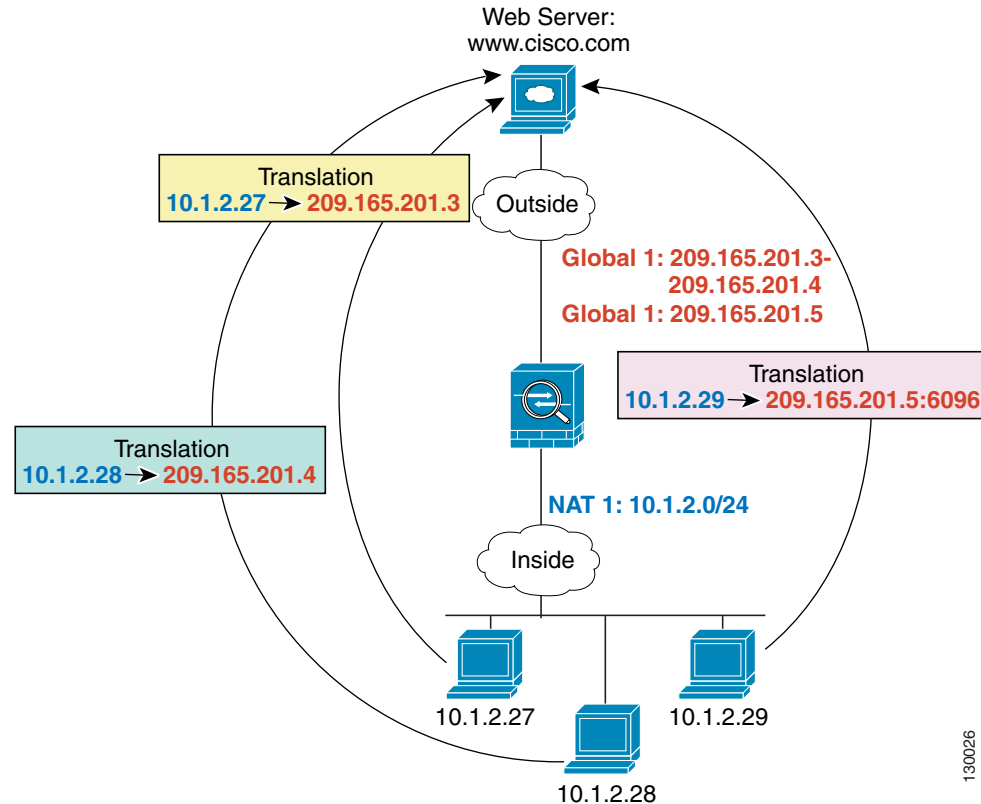 Web Server:
www.cisco.com
Translation
10.1.2.27 → 209.165.201.3
Outside
Global 1: 209.165.201.3-
209.165.201.4
Global 1: 209.165.201.5
Translation
10.1.2.29 → 209.165.201.5:6096
Translation
10.1.2.28 → 209.165.201.4
NAT 1: 10.1.2.0/24
Inside
10.1.2.27
10.1.2.29
10.1.2.28
130026